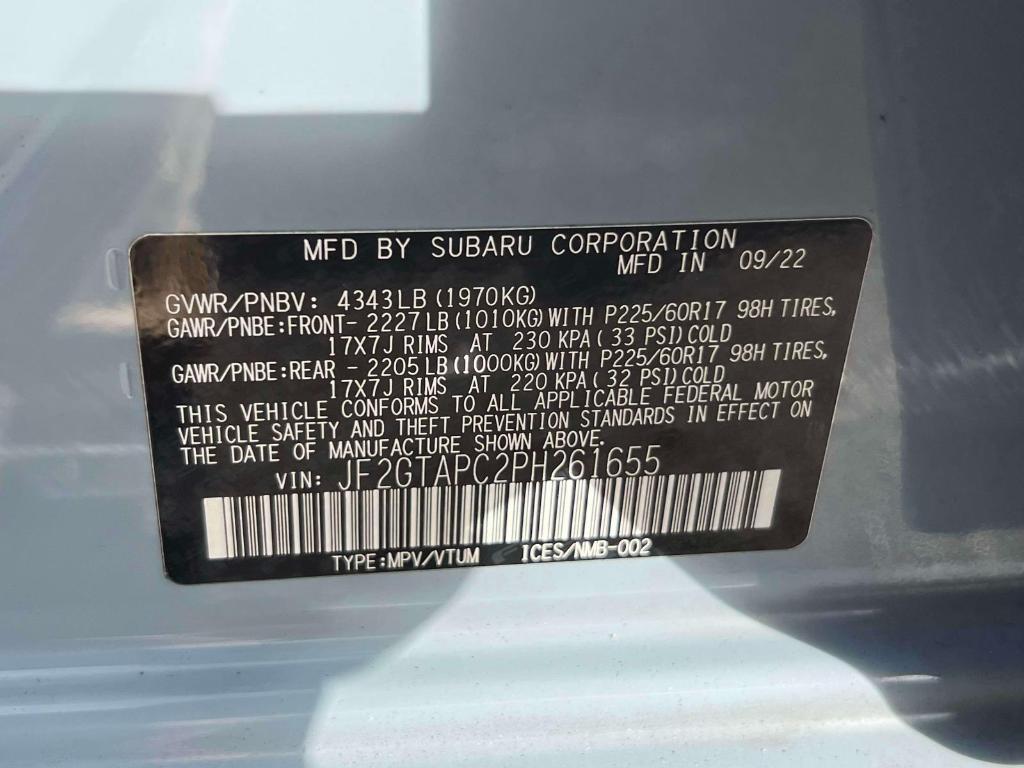 MFD BY SUBARU CORPORATION
MFD IN 09/22
GVWR/PNBV: 4343LB (1970KG)
GAWR/PNBE:FRONT- 2227LB(1010KG)WITH P225/60R17 98H TIRES,
17X7J RIMS AT 230 KPA(33 PSI)COLD
GAWR/PNBE:REAR - 2205LB(1000KG)WITH P225/60R17 98H TIRES,
17X7J RIMS AT 220 KPA(32 PSI)COLD
THIS VEHICLE CONFORMS TO ALL APPLICABLE FEDERAL MOTOR
VEHICLE SAFETY AND THEFT PREVENTION STANDARDS IN EFFECT ON
THE DATE OF MANUFACTURE SHOWN ABOVE.
VIN: JF2GTAPC2PH261655
TYPE:MPV/VTUM ICES/NMB-002